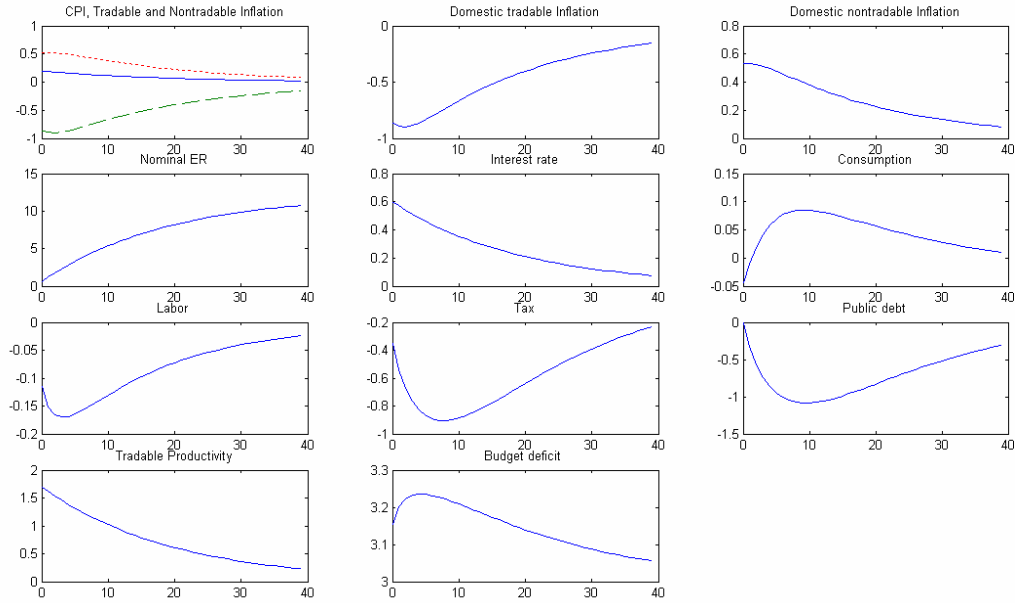 CPI, Tradable and Nontradable Inflation
1
0.5
0
-0.5
-1
0 10 20 30 40
Domestic tradable Inflation
0
-0.5
-1
0 10 20 30 40
Domestic nontradable Inflation
0.8
0.6
0.4
0.2
0
0 10 20 30 40
Nominal ER
15
10
5
0
0 10 20 30 40
Interest rate
0.8
0.6
0.4
0.2
0
0 10 20 30 40
Consumption
0.15
0.1
0.05
0
-0.05
0 10 20 30 40
Labor
0
-0.05
-0.1
-0.15
-0.2
0 10 20 30 40
Tax
-0.2
-0.4
-0.6
-0.8
-1
0 10 20 30 40
Public debt
0
-0.5
-1
-1.5
0 10 20 30 40
Tradable Productivity
2
1.5
1
0.5
0
0 10 20 30 40
Budget deficit
3.3
3.2
3.1
3
0 10 20 30 40